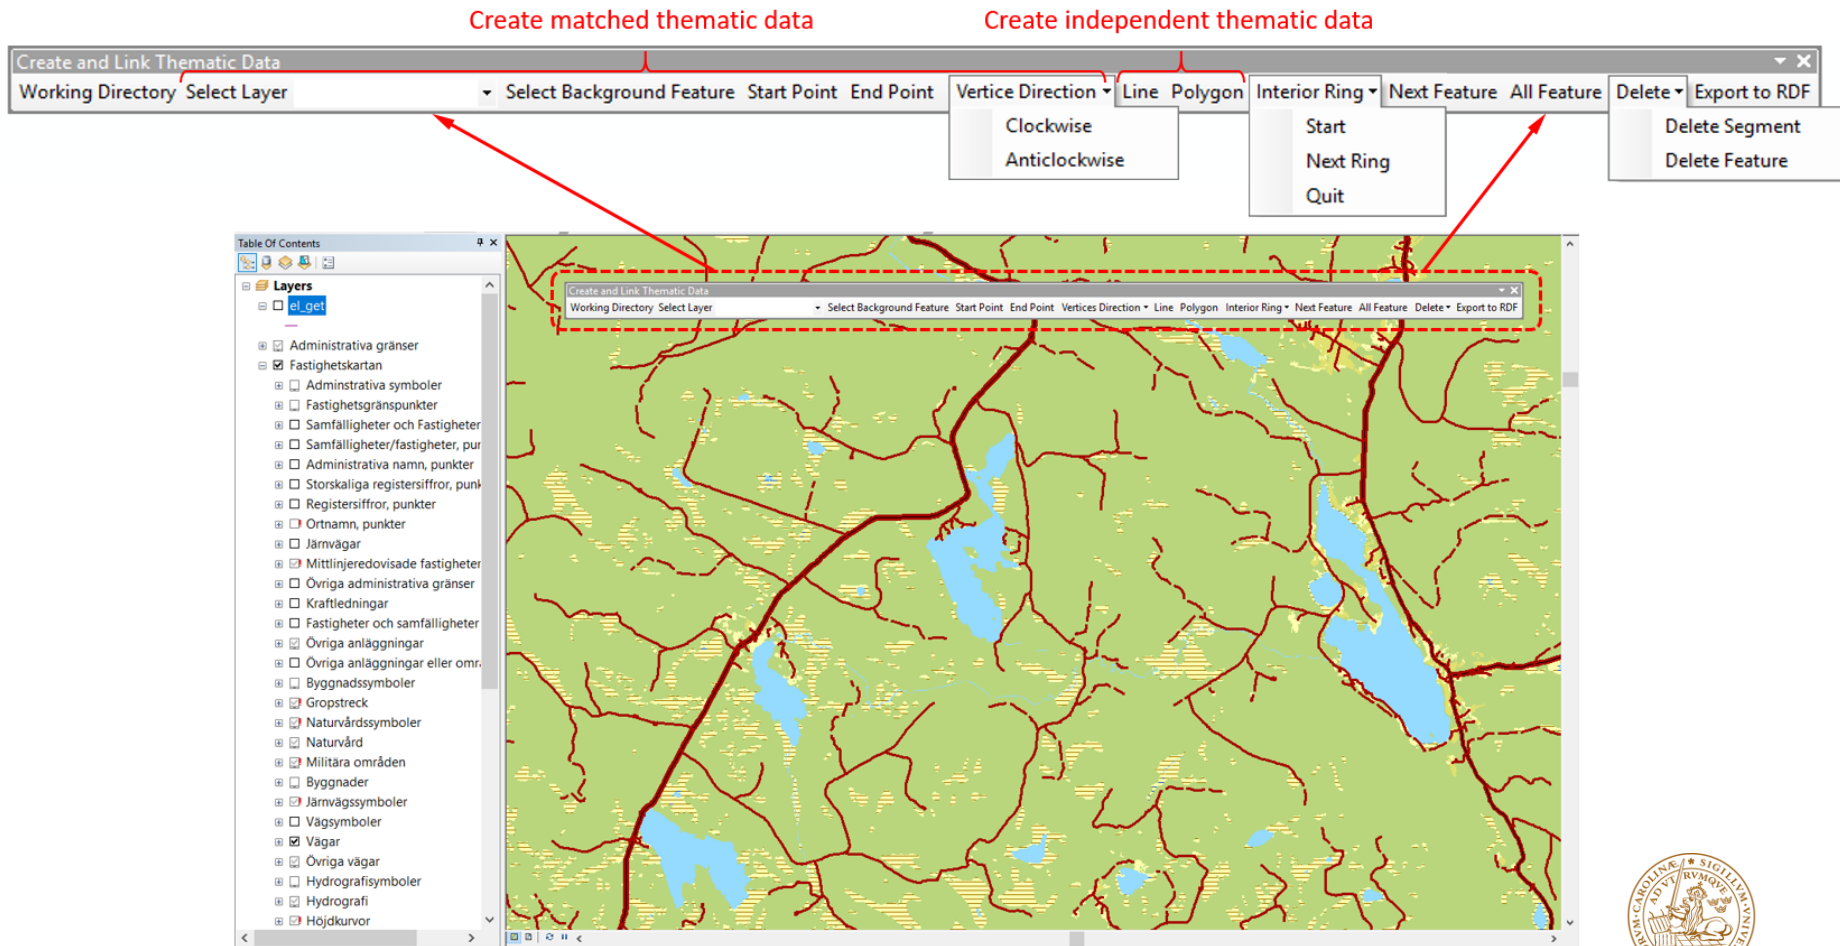 Create matched thematic data
Create independent thematic data
Create and Link Thematic Data
Working Directory Select Layer Select Background Feature Start Point End Point Vertice Direction Line Polygon Interior Ring Next Feature All Feature Delete Export to RDF
Clockwise
Anticlockwise
Start
Next Ring
Quit
Delete Segment
Delete Feature
Table Of Contents
Layers
el_get
Administrativa gränser
Fastighetskartan
Adminstrativa symboler
Fastighetsgränspunkter
Samfälligheter och Fastigheter
Samfälligheter/fastigheter, pur
Administrativa namn, punkter
Storskaliga registersiffror, punk
Registersiffror, punkter
Ortnamn, punkter
Järnvägar
Mittlinjeredovisade fastigheter
Övriga administrativa gränser
Kraftledningar
Fastigheter och samfälligheter
Övriga anläggningar
Övriga anläggningar eller omr
Byggnadssymboler
Gropstreck
Naturvårdssymboler
Naturvård
Militära områden
Byggnader
Järnvägssymboler
Vägsymboler
Vägar
Övriga vägar
Hydrografisymboler
Hydrografi
Höjdkurvor
Create and Link Thematic Data
Working Directory Select Layer Select Background Feature Start Point End Point Vertices Direction Line Polygon Interior Ring Next Feature All Feature Delete Export to RDF